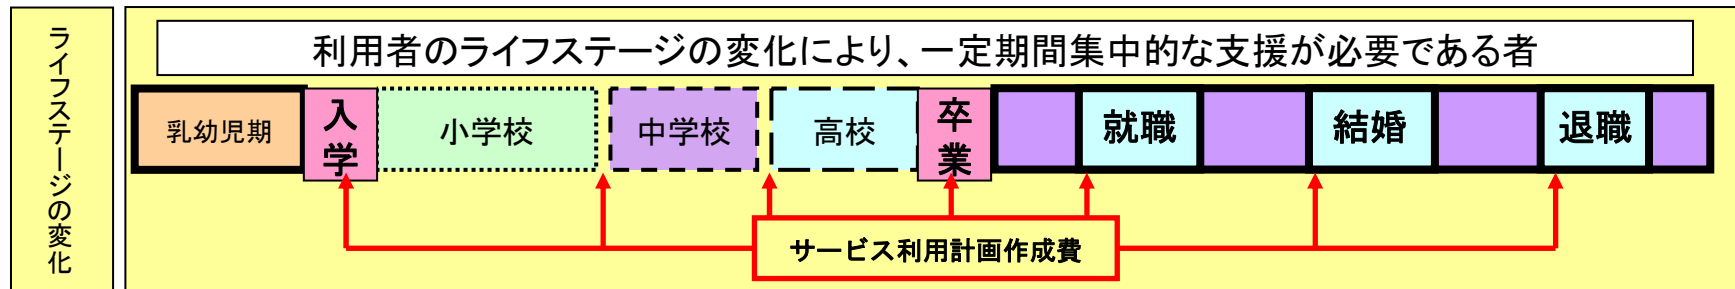 ライフステージの変化
利用者のライフステージの変化により、一定期間集中的な支援が必要である者
乳幼児期
入学
小学校
中学校
高校
卒業
就職
結婚
退職
サービス利用計画作成費